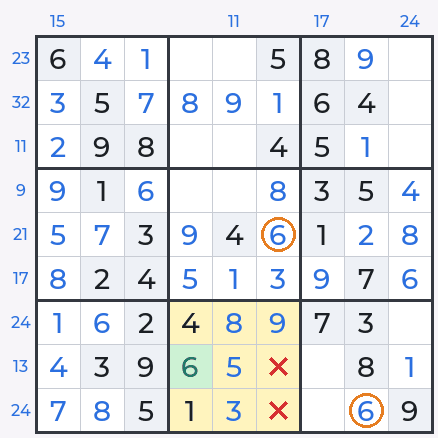 15 11 17 24
23 6 4 1 5 8 9
32 3 5 7 8 9 1 6 4
11 2 9 8 4 5 1
9 9 1 6 8 3 5 4
21 5 7 3 9 4 6 1 2 8
17 8 2 4 5 1 3 9 7 6
24 1 6 2 4 8 9 7 3
13 4 3 9 6 5 8 1
24 7 8 5 1 3 6 9